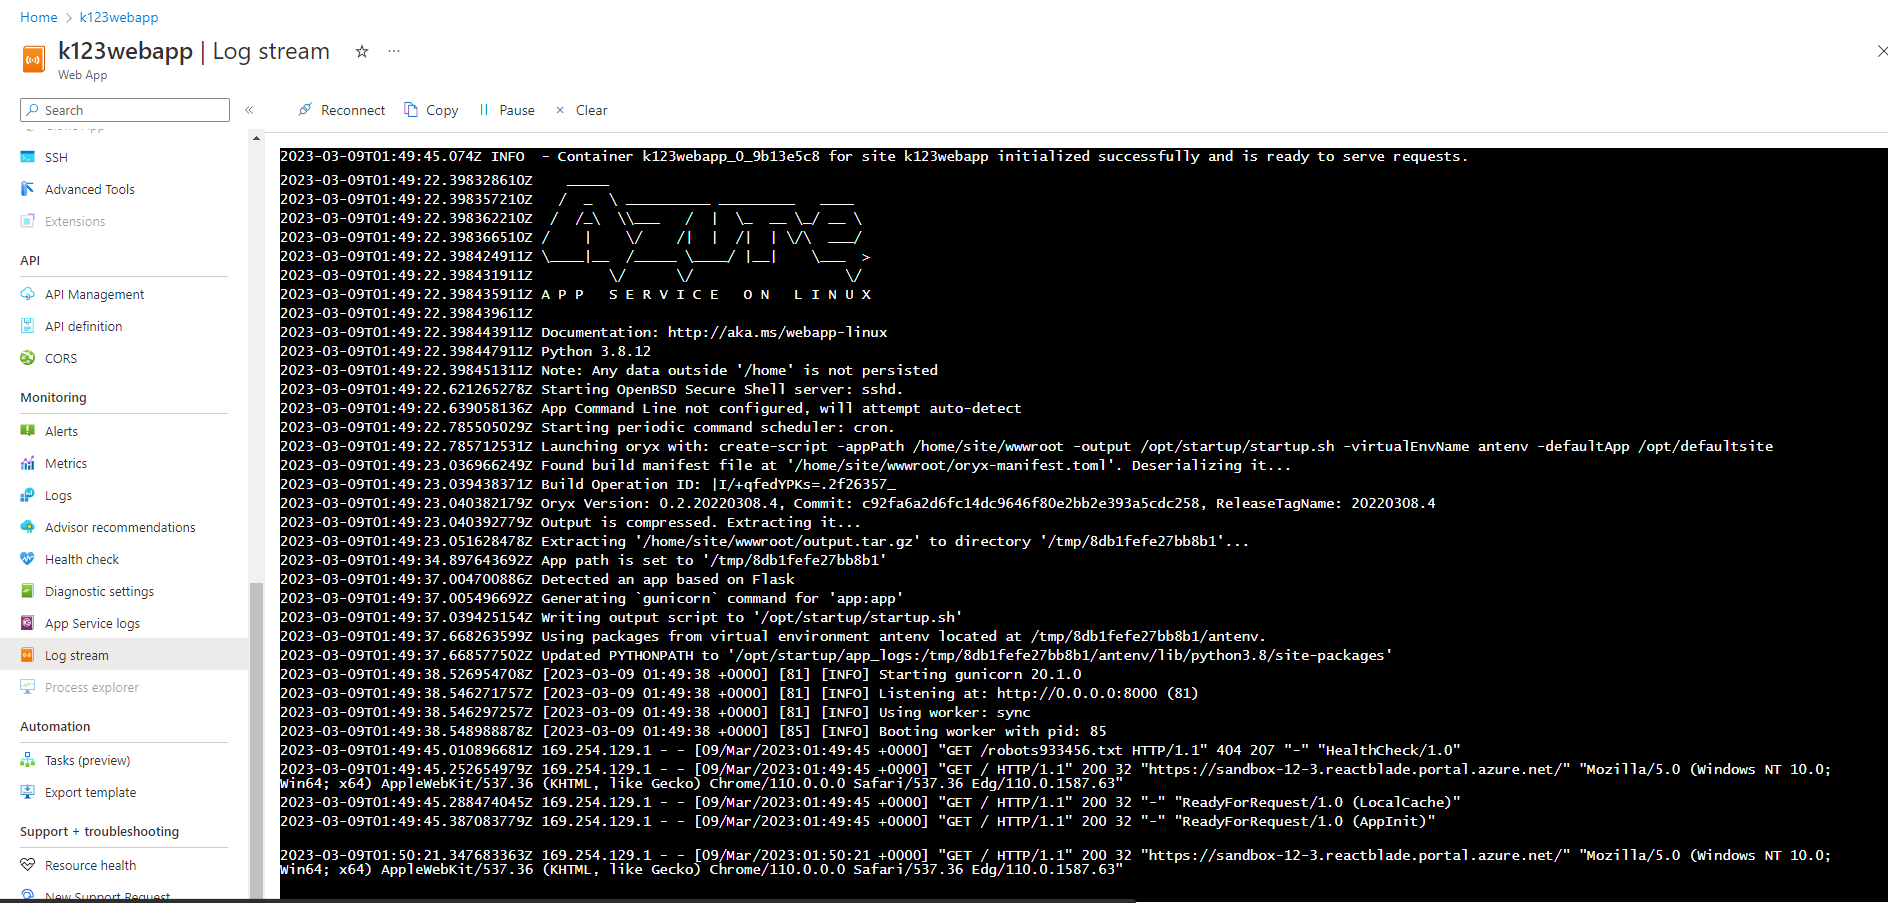 Home > k123webapp
k123webapp | Log stream
Web App
Search
SSH
Advanced Tools
Extensions
API
API Management
API definition
CORS
Monitoring
Alerts
Metrics
Logs
Advisor recommendations
Health check
Diagnostic settings
App Service logs
Log stream
Process explorer
Automation
Tasks (preview)
Export template
Support + troubleshooting
Resource health
New Support Request
Reconnect Copy Pause Clear
2023-03-09T01:49:45.074Z INFO  - Container k123webapp_0_9b13e5c8 for site k123webapp initialized successfully and is ready to serve requests.
2023-03-09T01:49:22.398328610Z    _____
2023-03-09T01:49:22.398357210Z   /  _  \ __________ _________   ____
2023-03-09T01:49:22.398362210Z  /  /_\  \\___   /  |  \_  __ \_/ __ \
2023-03-09T01:49:22.398366510Z /    |    \/    /|  |  /|  | \/\  ___/
2023-03-09T01:49:22.398424911Z \____|__  /_____ \____/ |__|    \___  >
2023-03-09T01:49:22.398431911Z         \/      \/                  \/
2023-03-09T01:49:22.398435911Z A P P   S E R V I C E   O N   L I N U X
2023-03-09T01:49:22.398439611Z
2023-03-09T01:49:22.398443911Z Documentation: http://aka.ms/webapp-linux
2023-03-09T01:49:22.398447911Z Python 3.8.12
2023-03-09T01:49:22.398451311Z Note: Any data outside '/home' is not persisted
2023-03-09T01:49:22.621265278Z Starting OpenBSD Secure Shell server: sshd.
2023-03-09T01:49:22.639058136Z App Command Line not configured, will attempt auto-detect
2023-03-09T01:49:22.785505029Z Starting periodic command scheduler: cron.
2023-03-09T01:49:22.785712531Z Launching oryx with: create-script -appPath /home/site/wwwroot -output /opt/startup/startup.sh -virtualEnvName antenv -defaultApp /opt/defaultsite
2023-03-09T01:49:23.036966249Z Found build manifest file at '/home/site/wwwroot/oryx-manifest.toml'. Deserializing it...
2023-03-09T01:49:23.039438371Z Build Operation ID: |I/+qfedYPKs=.2f26357_
2023-03-09T01:49:23.040382179Z Oryx Version: 0.2.20220308.4, Commit: c92fa6a2d6fc14dc9646f80e2bb2e393a5cdc258, ReleaseTagName: 20220308.4
2023-03-09T01:49:23.040392779Z Output is compressed. Extracting it...
2023-03-09T01:49:23.051628478Z Extracting '/home/site/wwwroot/output.tar.gz' to directory '/tmp/8db1fefe27bb8b1'...
2023-03-09T01:49:34.897643692Z App path is set to '/tmp/8db1fefe27bb8b1'
2023-03-09T01:49:37.004700886Z Detected an app based on Flask
2023-03-09T01:49:37.005496692Z Generating `gunicorn` command for 'app:app'
2023-03-09T01:49:37.039425154Z Writing output script to '/opt/startup/startup.sh'
2023-03-09T01:49:37.668263599Z Using packages from virtual environment antenv located at /tmp/8db1fefe27bb8b1/antenv.
2023-03-09T01:49:37.668577502Z Updated PYTHONPATH to '/opt/startup/app_logs:/tmp/8db1fefe27bb8b1/antenv/lib/python3.8/site-packages'
2023-03-09T01:49:38.526954708Z [2023-03-09 01:49:38 +0000] [81] [INFO] Starting gunicorn 20.1.0
2023-03-09T01:49:38.546271757Z [2023-03-09 01:49:38 +0000] [81] [INFO] Listening at: http://0.0.0.0:8000 (81)
2023-03-09T01:49:38.546297257Z [2023-03-09 01:49:38 +0000] [81] [INFO] Using worker: sync
2023-03-09T01:49:38.548988878Z [2023-03-09 01:49:38 +0000] [85] [INFO] Booting worker with pid: 85
2023-03-09T01:49:45.010896681Z 169.254.129.1 - - [09/Mar/2023:01:49:45 +0000] "GET /robots933456.txt HTTP/1.1" 404 207 "-" "HealthCheck/1.0"
2023-03-09T01:49:45.252654979Z 169.254.129.1 - - [09/Mar/2023:01:49:45 +0000] "GET / HTTP/1.1" 200 32 "https://sandbox-12-3.reactblade.portal.azure.net/" "Mozilla/5.0 (Windows NT 10.0;
Win64; x64) AppleWebKit/537.36 (KHTML, like Gecko) Chrome/110.0.0.0 Safari/537.36 Edg/110.0.1587.63"
2023-03-09T01:49:45.288474045Z 169.254.129.1 - - [09/Mar/2023:01:49:45 +0000] "GET / HTTP/1.1" 200 32 "-" "ReadyForRequest/1.0 (LocalCache)"
2023-03-09T01:49:45.387083779Z 169.254.129.1 - - [09/Mar/2023:01:49:45 +0000] "GET / HTTP/1.1" 200 32 "-" "ReadyForRequest/1.0 (AppInit)"
2023-03-09T01:50:21.347683363Z 169.254.129.1 - - [09/Mar/2023:01:50:21 +0000] "GET / HTTP/1.1" 200 32 "https://sandbox-12-3.reactblade.portal.azure.net/" "Mozilla/5.0 (Windows NT 10.0;
Win64; x64) AppleWebKit/537.36 (KHTML, like Gecko) Chrome/110.0.0.0 Safari/537.36 Edg/110.0.1587.63"